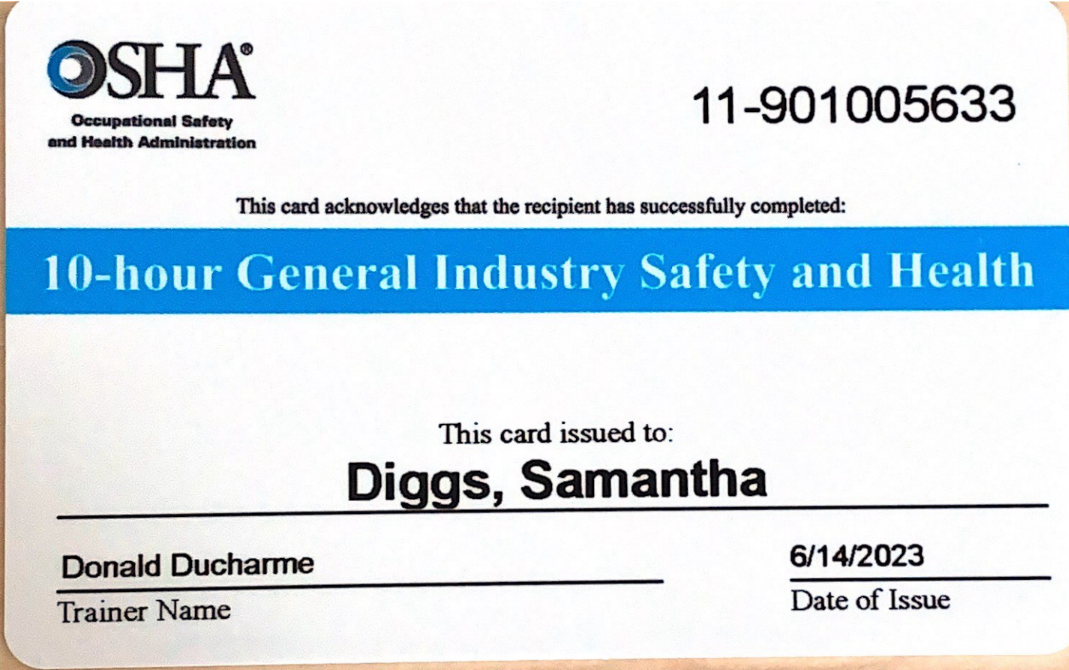 OSHA®
Occupational Safety
and Health Administration
11-901005633
This card acknowledges that the recipient has successfully completed:
10-hour General Industry Safety and Health
This card issued to:
Diggs, Samantha
Donald Ducharme
6/14/2023
Trainer Name
Date of Issue